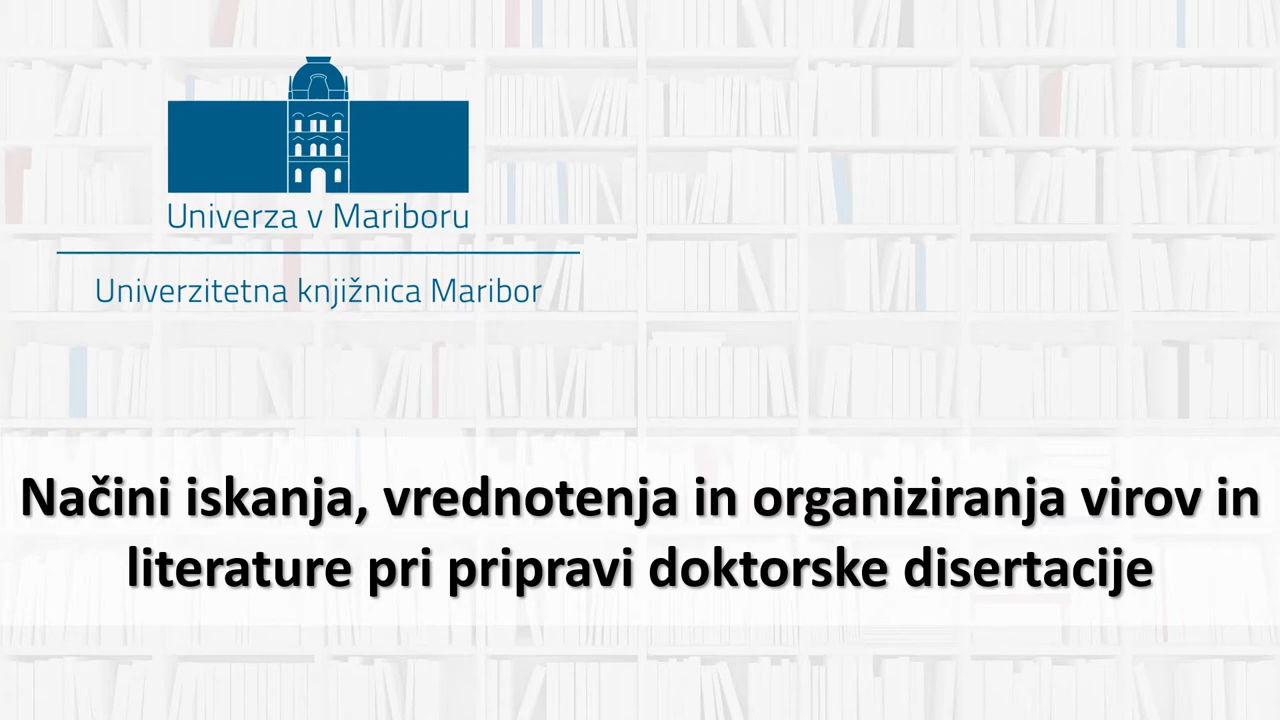 Univerza v Mariboru
Univerzitetna knjižnica Maribor
Načini iskanja, vrednotenja in organiziranja virov in
literature pri pripravi doktorske disertacije